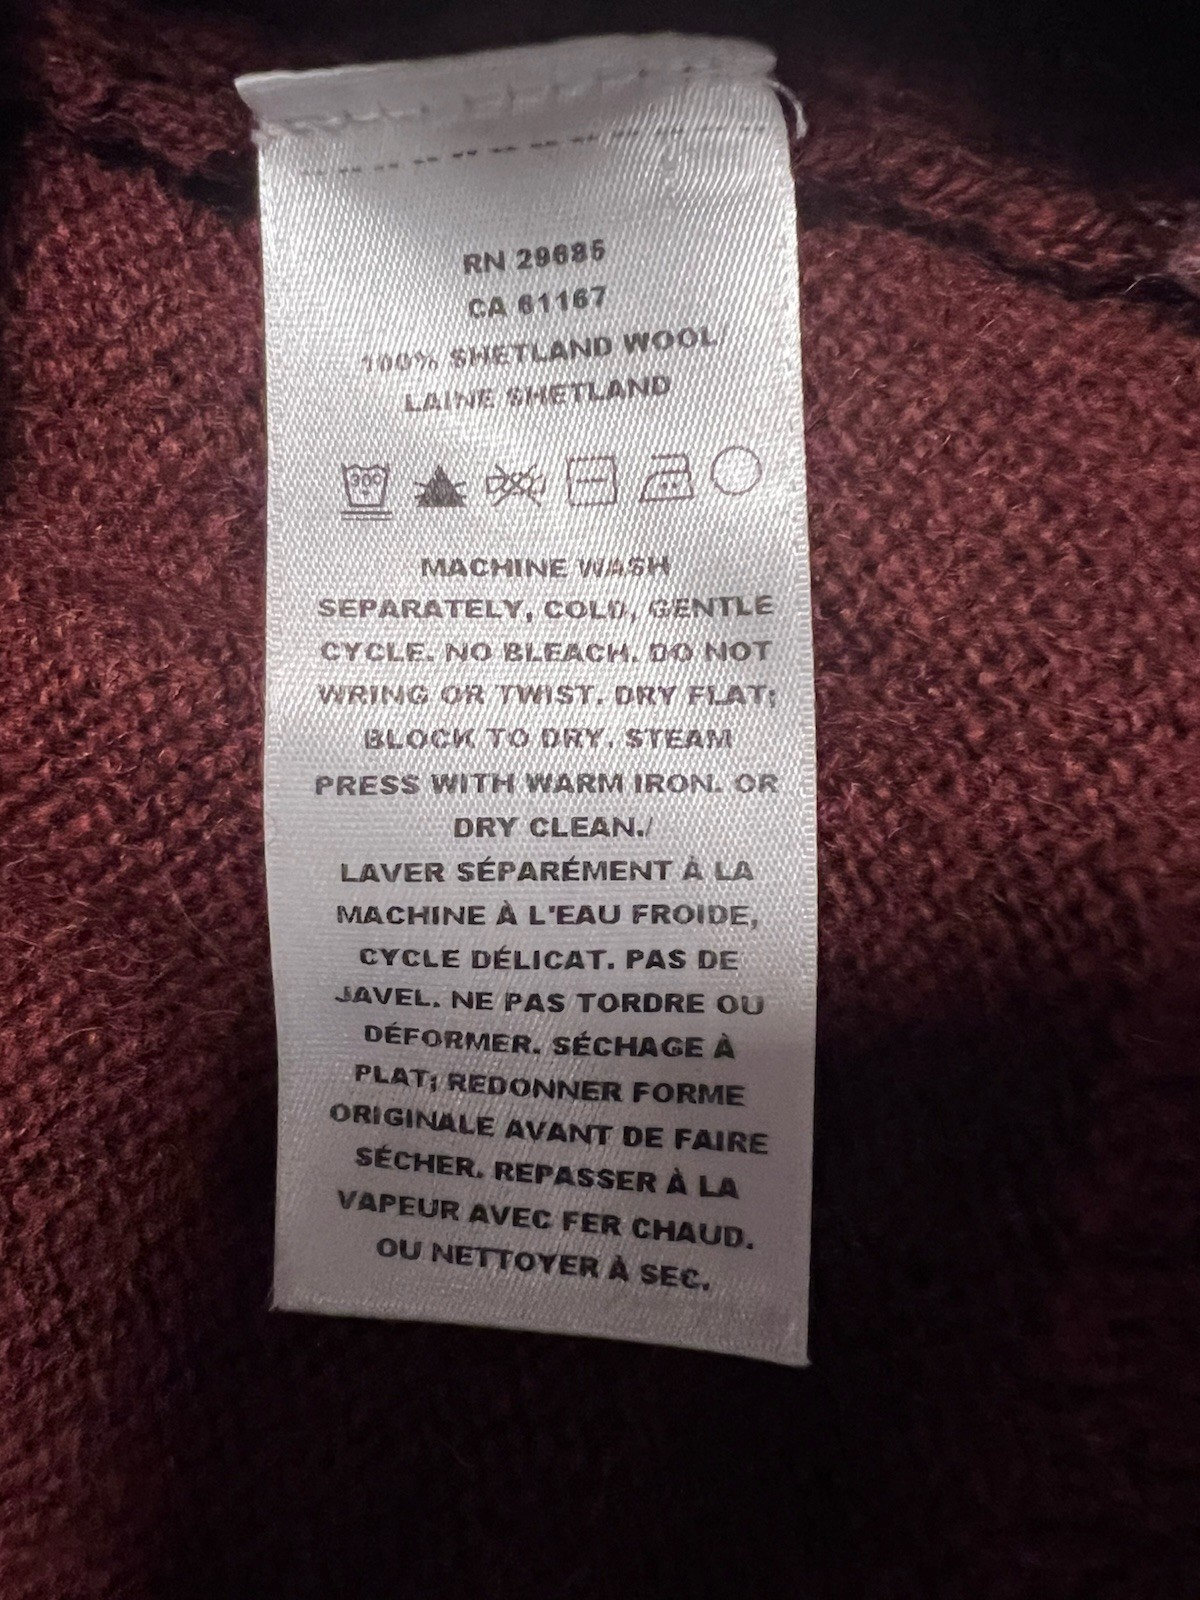 RN 29685
CA 61167
100% SHETLAND WOOL/
LAINE SHETLAND
30C
MACHINE WASH
SEPARATELY, COLD, GENTLE
CYCLE. NO BLEACH. DO NOT
WRING OR TWIST. DRY FLAT;
BLOCK TO DRY. STEAM
PRESS WITH WARM IRON. OR
DRY CLEAN./
LAVER SÉPARÉMENT À LA
MACHINE À L'EAU FROIDE,
CYCLE DÉLICAT. PAS DE
JAVEL. NE PAS TORDRE OU
DÉFORMER. SÉCHAGE À
PLAT; REDONNER FORME
ORIGINALE AVANT DE FAIRE
SÉCHER. REPASSER À LA
VAPEUR AVEC FER CHAUD.
OU NETTOYER À SEC.